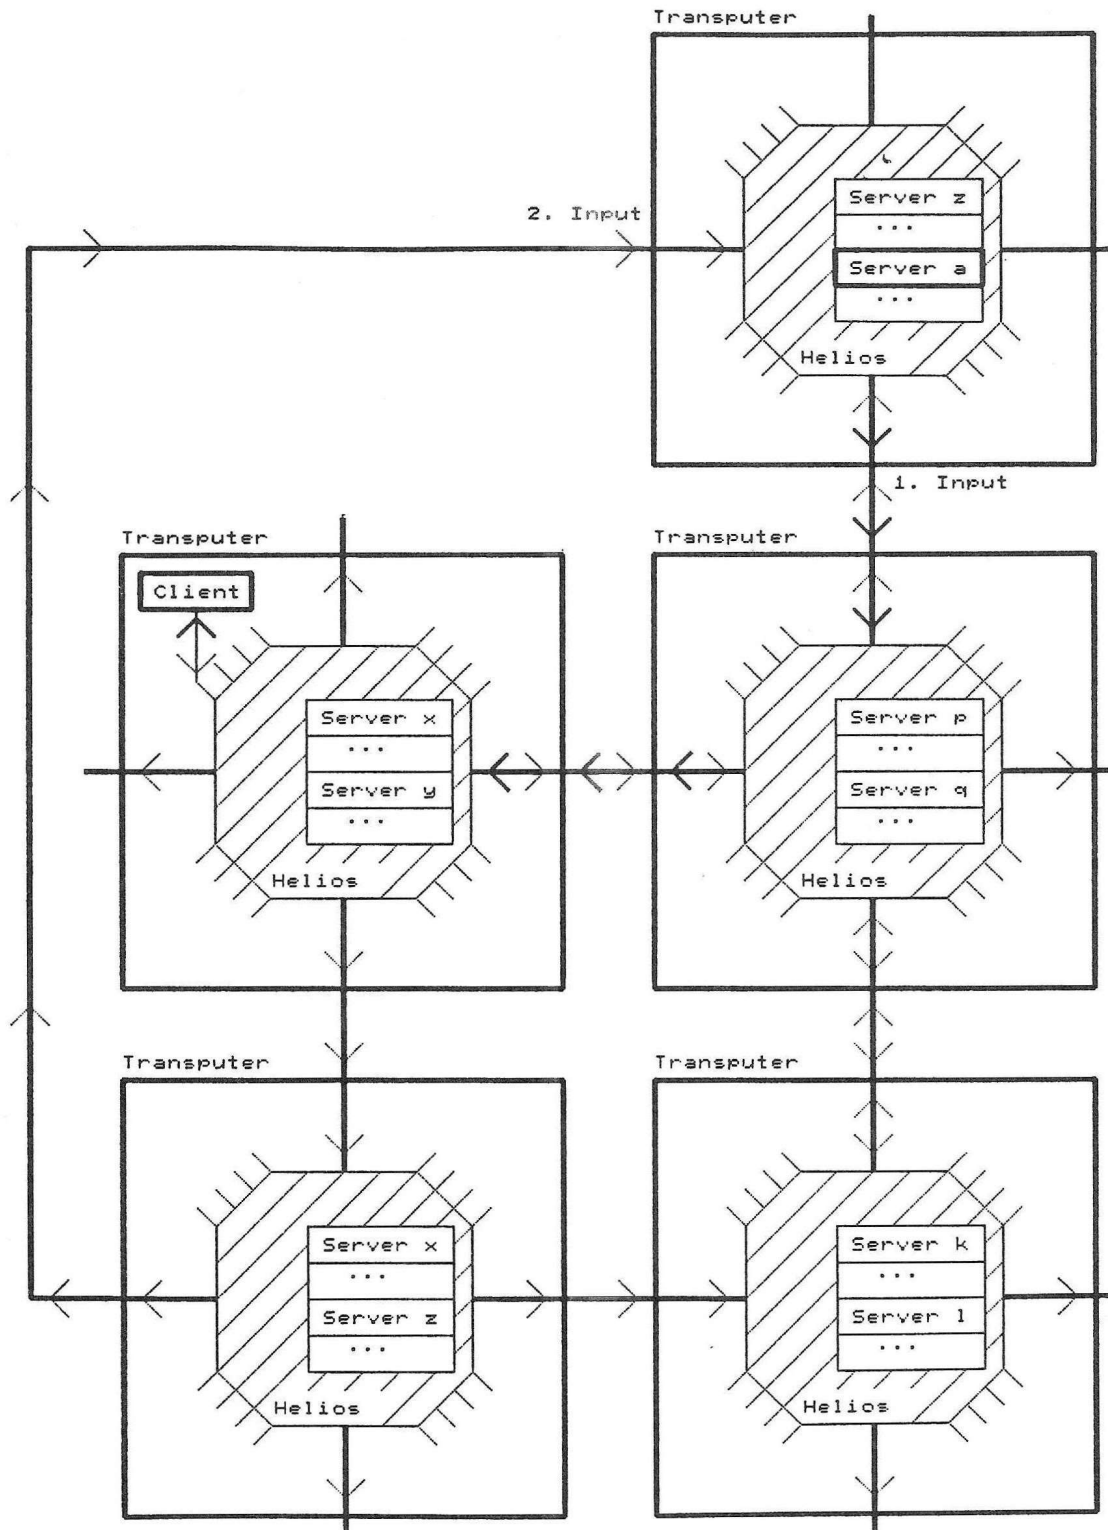 Transputer
Server z
...
2. Input
Server a
...
Helios
1. Input
Transputer
Client
Server x
...
Server y
...
Helios
Transputer
Server p
...
Server q
...
Helios
Transputer
Server x
...
Server z
...
Helios
Transputer
Server k
...
Server l
...
Helios